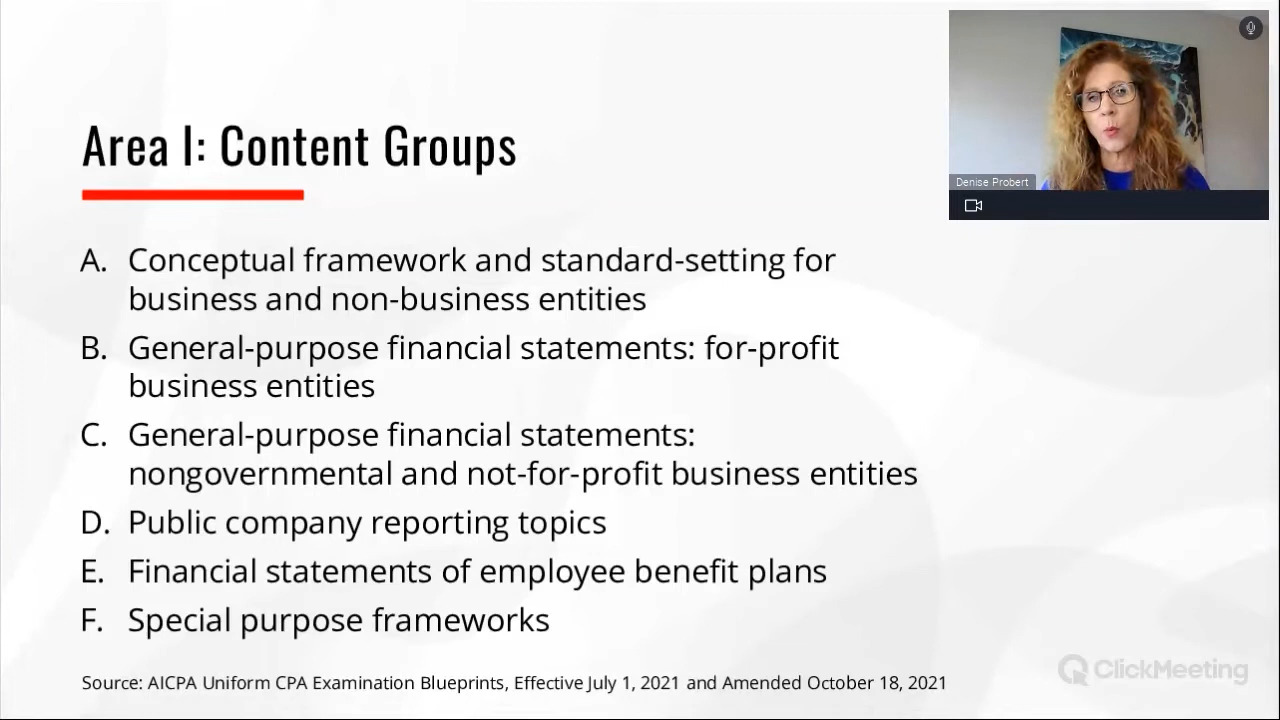 Area I: Content Groups
Denise Probert
A. Conceptual framework and standard-setting for
business and non-business entities
B. General-purpose financial statements: for-profit
business entities
C. General-purpose financial statements:
nongovernmental and not-for-profit business entities
D. Public company reporting topics
E. Financial statements of employee benefit plans
F. Special purpose frameworks
Source: AICPA Uniform CPA Examination Blueprints, Effective July 1, 2021 and Amended October 18, 2021
ClickMeeting